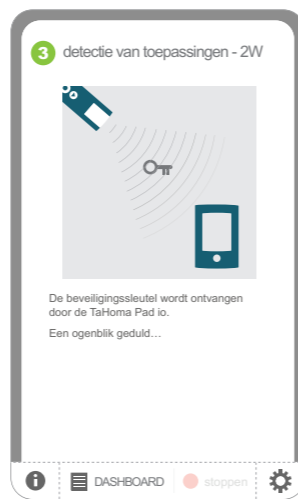 3 detectie van toepassingen - 2W
De beveiligingssleutel wordt ontvangen
door de TaHoma Pad io.
Een ogenblik geduld…
i DASHBOARD stoppen